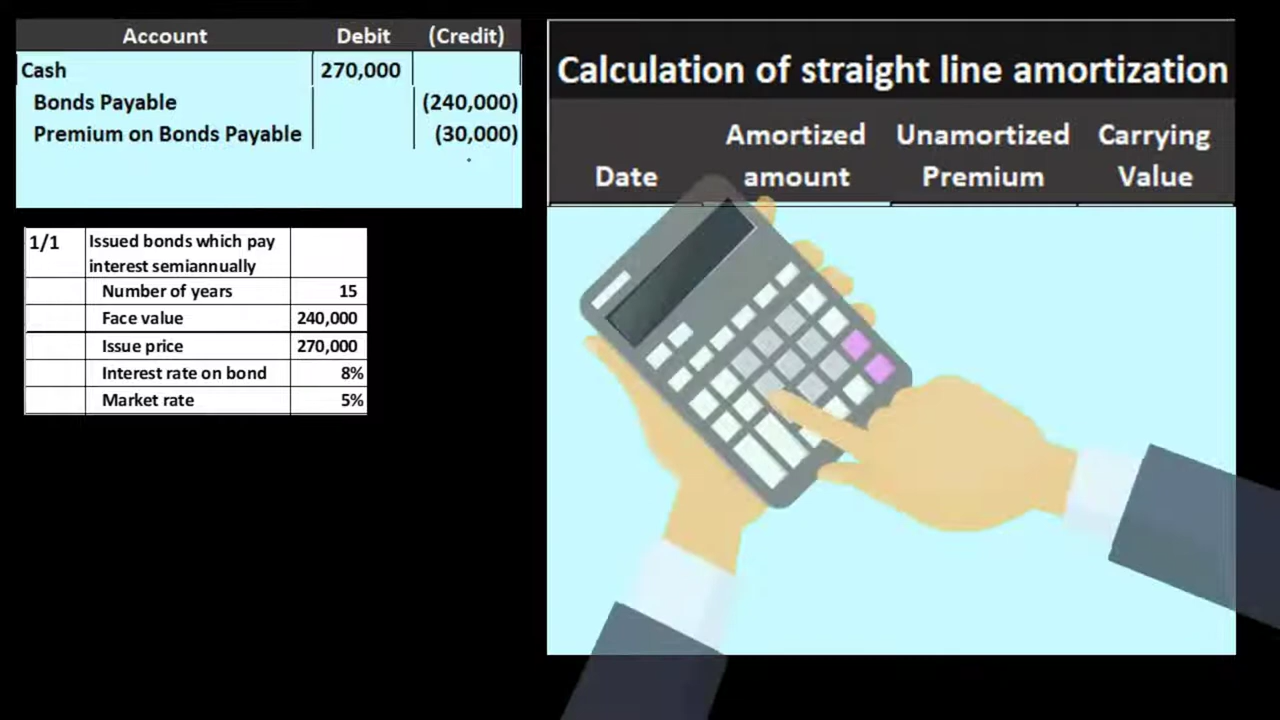 Account Debit (Credit)
Cash 270,000
Bonds Payable (240,000)
Premium on Bonds Payable (30,000)
1/1 Issued bonds which pay
interest semiannually
Number of years 15
Face value 240,000
Issue price 270,000
Interest rate on bond 8%
Market rate 5%
Calculation of straight line amortization
Amortized Unamortized Carrying
Date amount Premium Value